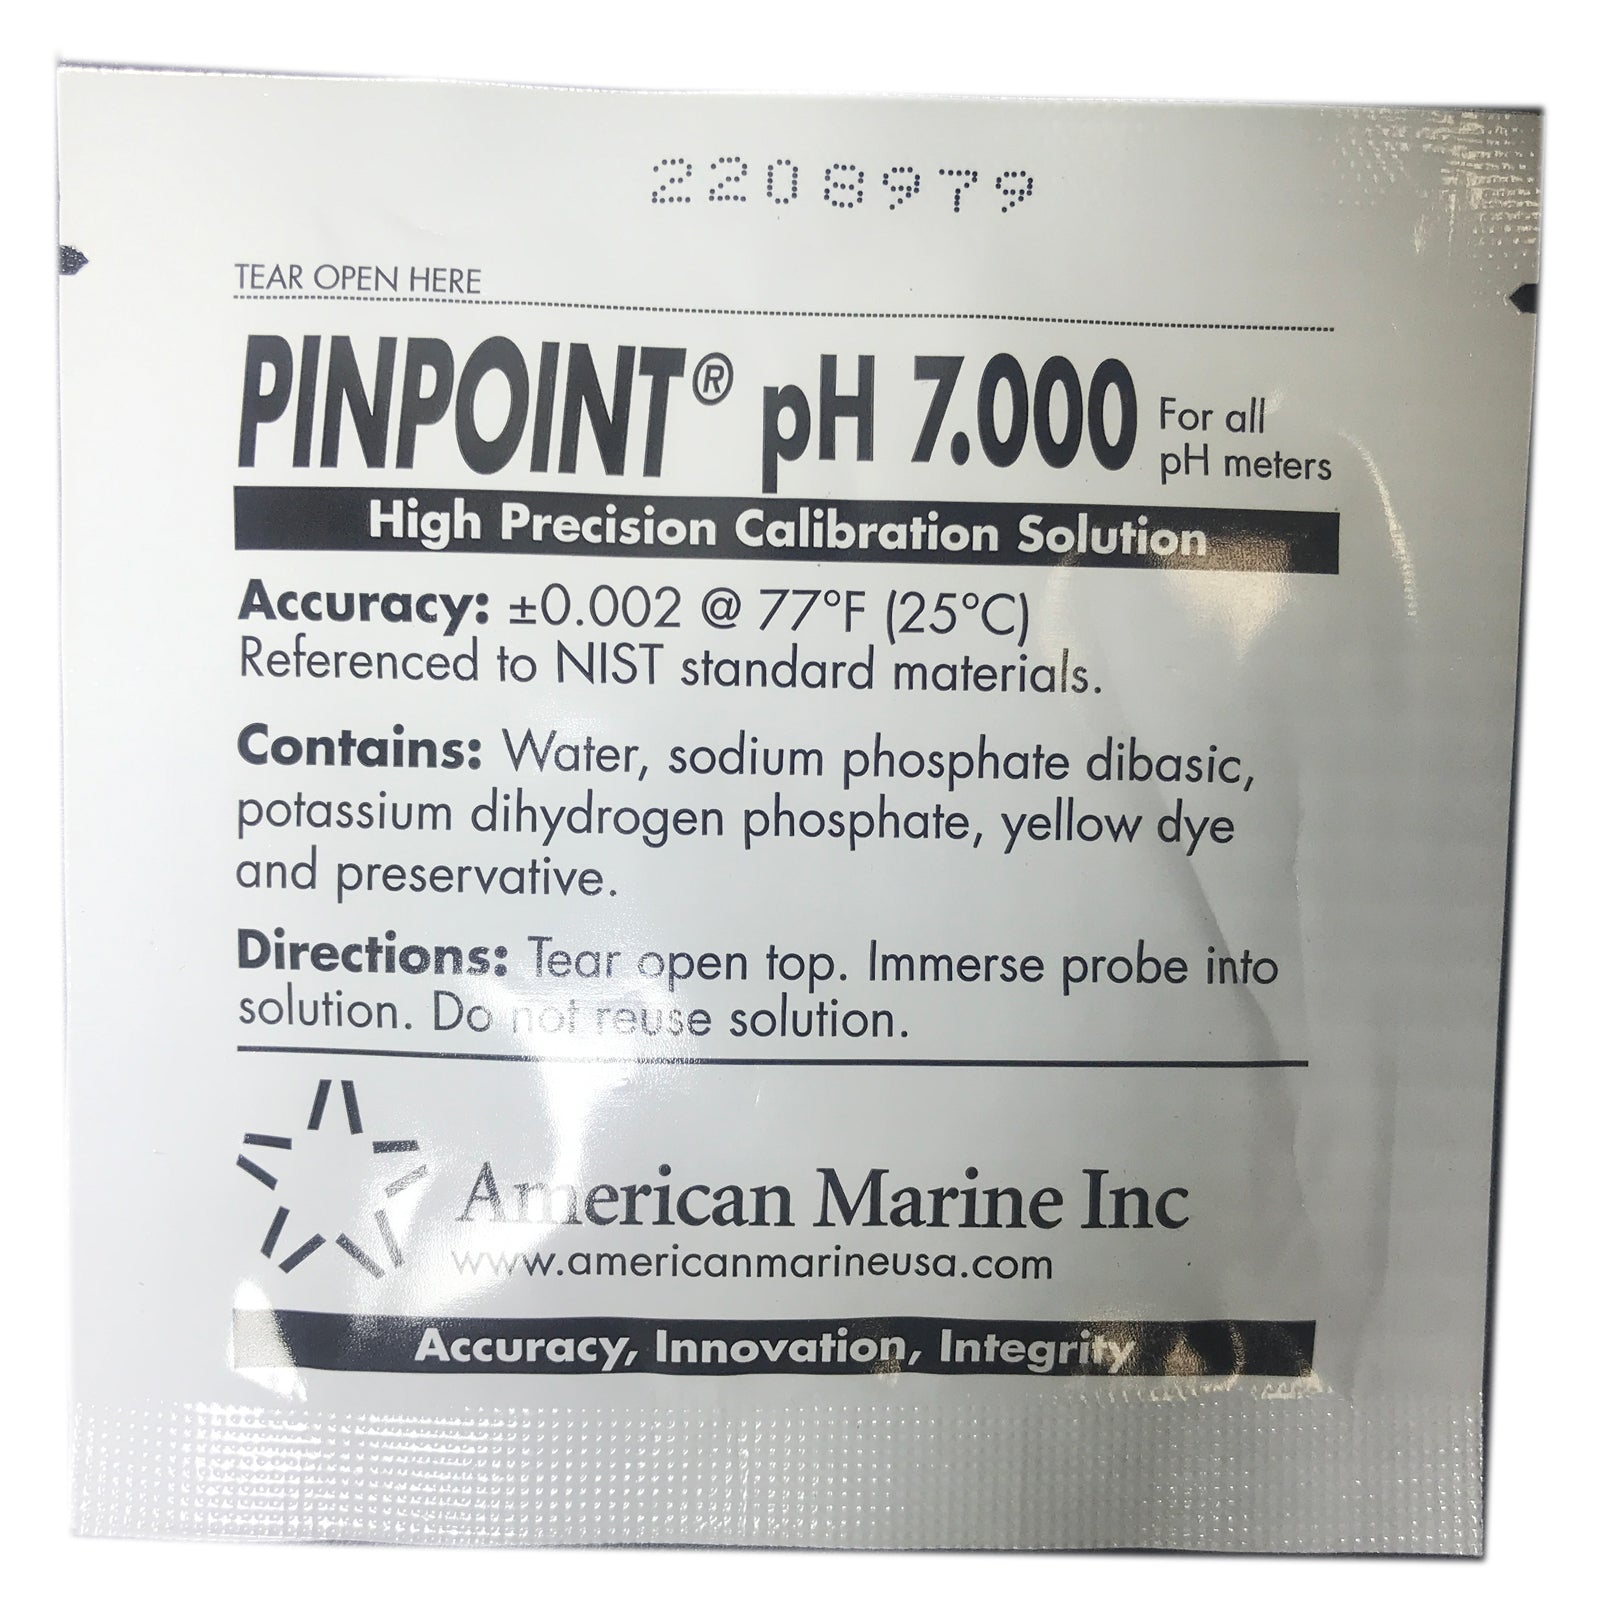 2208979
TEAR OPEN HERE
PINPOINT® pH 7.000 For all
pH meters
High Precision Calibration Solution
Accuracy: ±0.002 @ 77°F (25°C)
Referenced to NIST standard materials.
Contains: Water, sodium phosphate dibasic,
potassium dihydrogen phosphate, yellow dye
and preservative.
Directions: Tear open top. Immerse probe into
solution. Do not reuse solution.
American Marine Inc
www.americanmarineusa.com
Accuracy, Innovation, Integrity